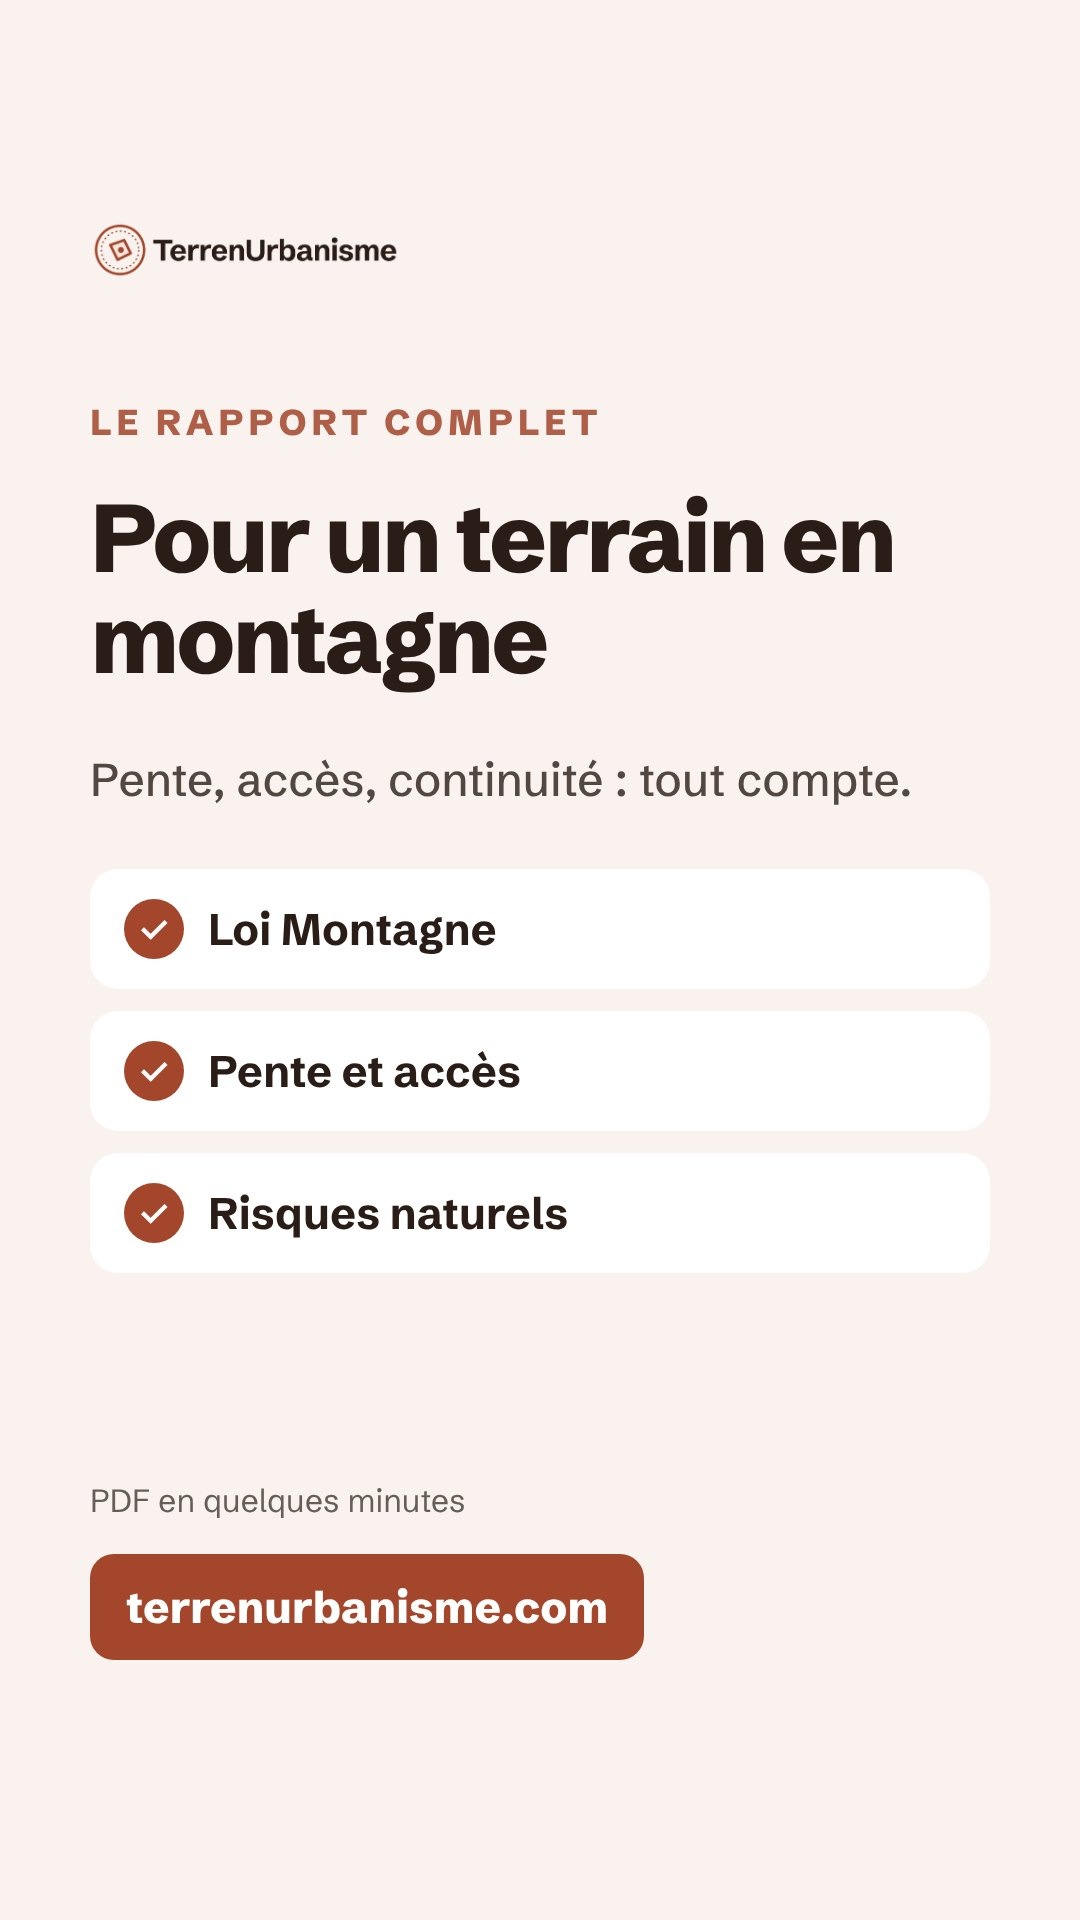 TerrenUrbanisme
LE RAPPORT COMPLET
Pour un terrain en
montagne
Pente, accès, continuité : tout compte.
Loi Montagne
Pente et accès
Risques naturels
PDF en quelques minutes
terrenurbanisme.com